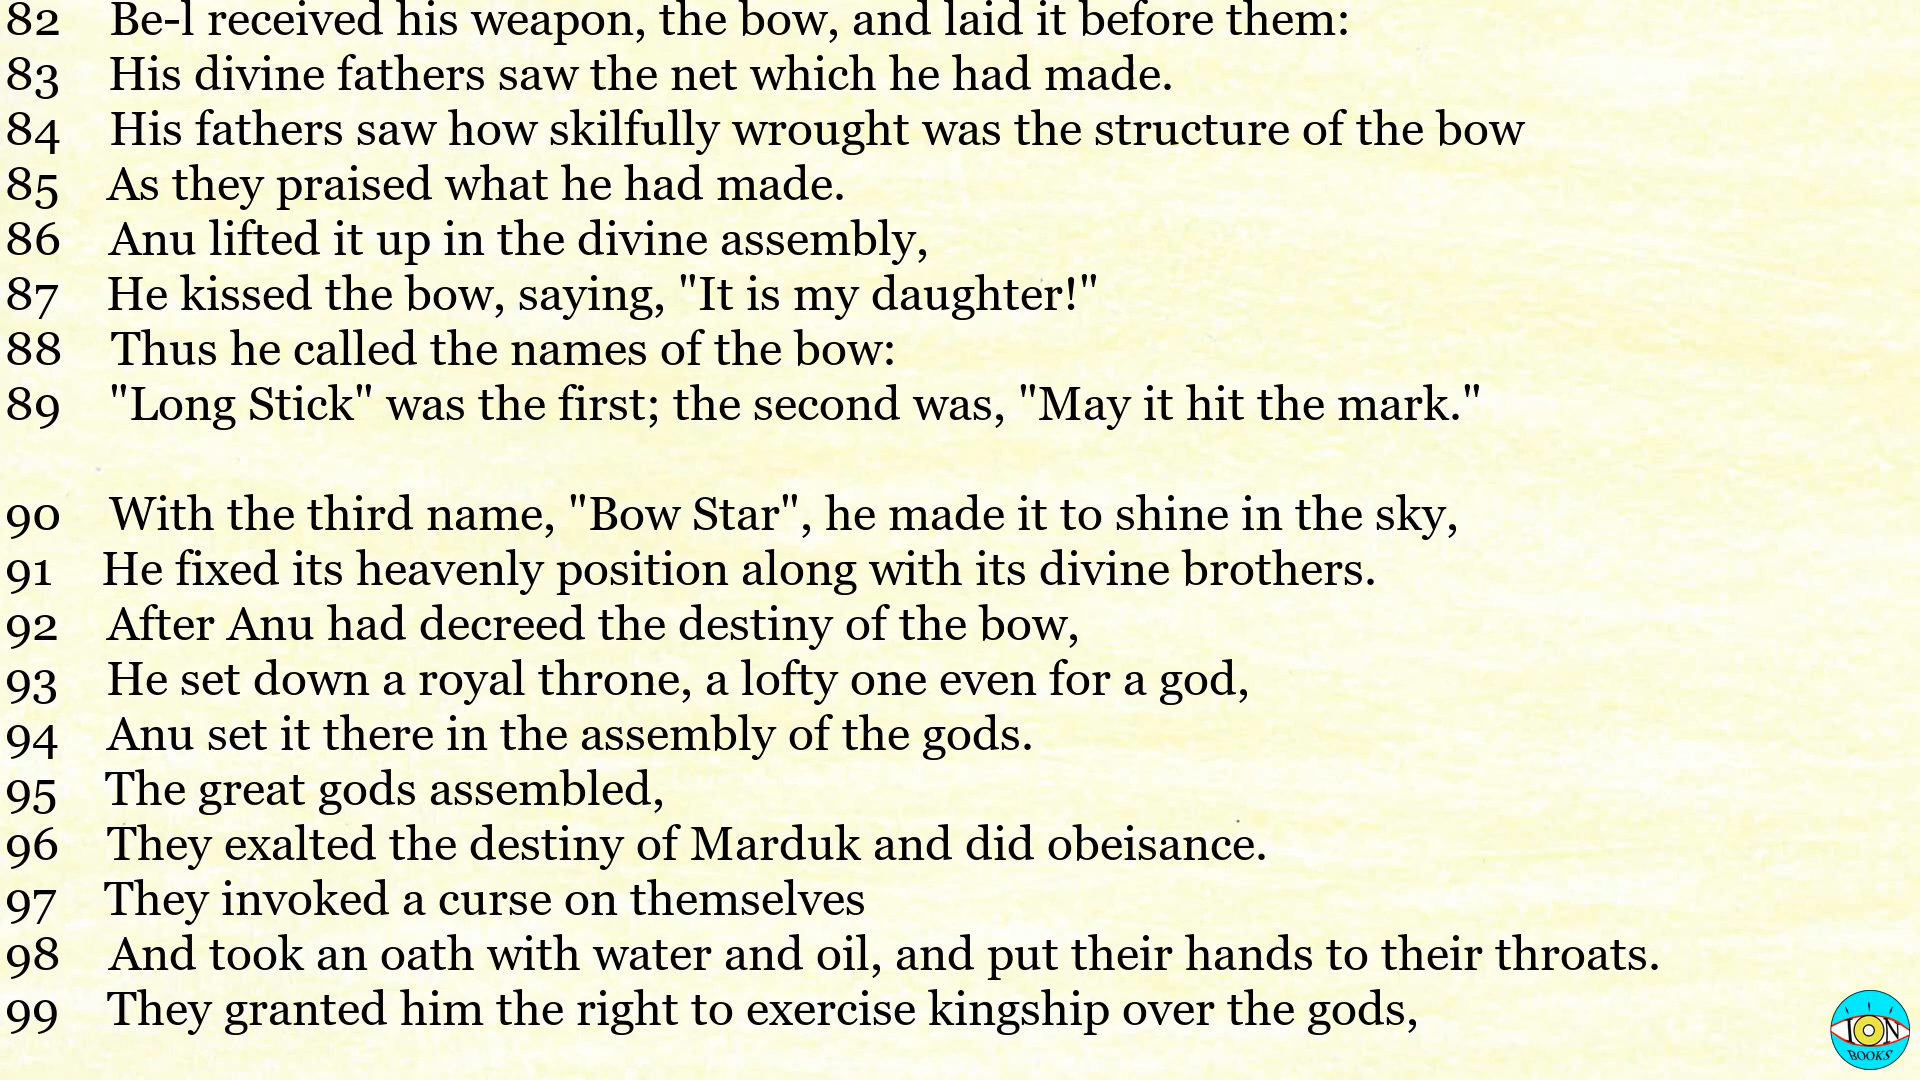 82 Be-l received his weapon, the bow, and laid it before them:
83 His divine fathers saw the net which he had made.
84 His fathers saw how skilfully wrought was the structure of the bow
85 As they praised what he had made.
86 Anu lifted it up in the divine assembly,
87 He kissed the bow, saying, "It is my daughter!"
88 Thus he called the names of the bow:
89 "Long Stick" was the first; the second was, "May it hit the mark."
90 With the third name, "Bow Star", he made it to shine in the sky,
91 He fixed its heavenly position along with its divine brothers.
92 After Anu had decreed the destiny of the bow,
93 He set down a royal throne, a lofty one even for a god,
94 Anu set it there in the assembly of the gods.
95 The great gods assembled,
96 They exalted the destiny of Marduk and did obeisance.
97 They invoked a curse on themselves
98 And took an oath with water and oil, and put their hands to their throats.
99 They granted him the right to exercise kingship over the gods,
ION
BOOKS